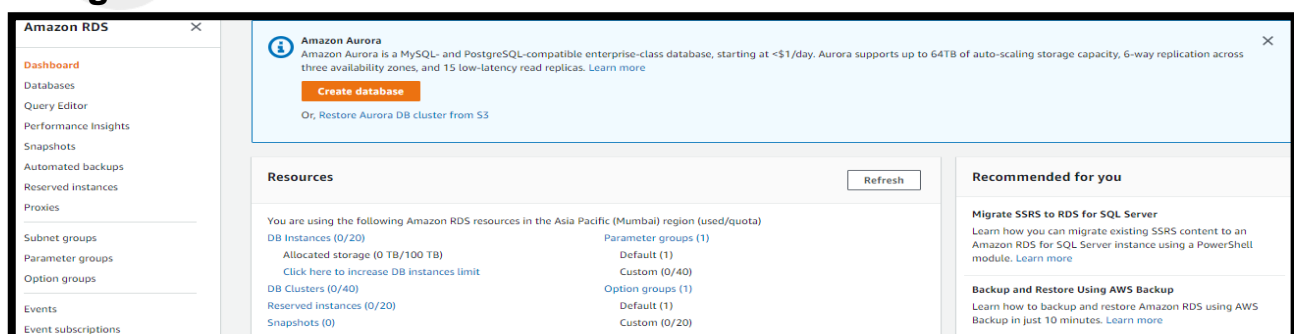 Amazon RDS
Dashboard
Databases
Query Editor
Performance Insights
Snapshots
Automated backups
Reserved instances
Proxies
Subnet groups
Parameter groups
Option groups
Events
Event subscriptions
Amazon Aurora
Amazon Aurora is a MySQL- and PostgreSQL-compatible enterprise-class database, starting at <$1/day. Aurora supports up to 64TB of auto-scaling storage capacity, 6-way replication across
three availability zones, and 15 low-latency read replicas. Learn more
Create database
Or, Restore Aurora DB cluster from S3
Resources
Refresh
You are using the following Amazon RDS resources in the Asia Pacific (Mumbai) region (used/quota)
DB Instances (0/20)
Allocated storage (0 TB/100 TB)
Click here to increase DB instances limit
DB Clusters (0/40)
Reserved instances (0/20)
Snapshots (0)
Parameter groups (1)
Default (1)
Custom (0/40)
Option groups (1)
Default (1)
Custom (0/20)
Recommended for you
Migrate SSRS to RDS for SQL Server
Learn how you can migrate existing SSRS content to an
Amazon RDS for SQL Server instance using a PowerShell
module. Learn more
Backup and Restore Using AWS Backup
Learn how to backup and restore Amazon RDS using AWS
Backup in just 10 minutes. Learn more